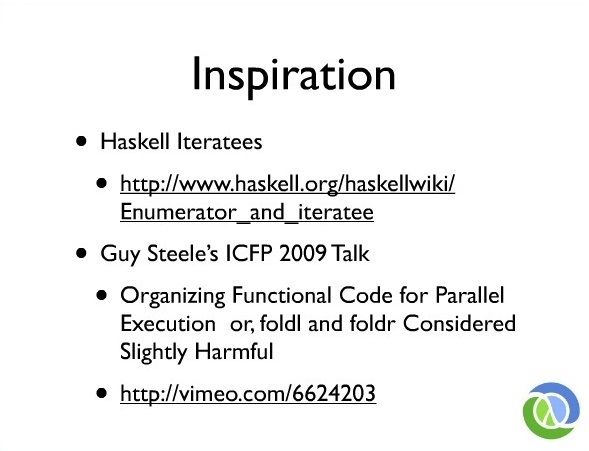 Inspiration
• Haskell Iteratees
• http://www.haskell.org/haskellwiki/
Enumerator_and_iteratee
• Guy Steele’s ICFP 2009 Talk
• Organizing Functional Code for Parallel
Execution  or, foldl and foldr Considered
Slightly Harmful
• http://vimeo.com/6624203